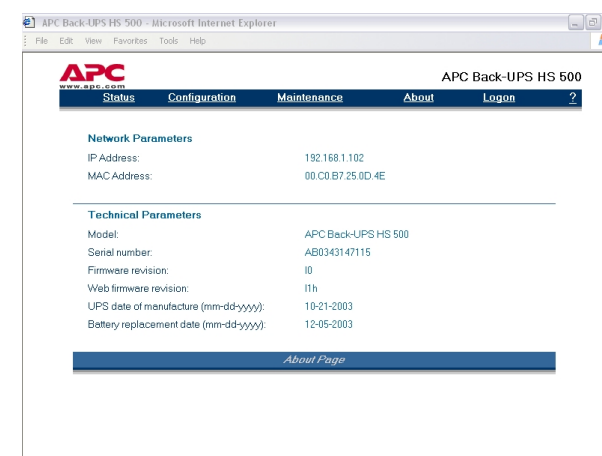 APC Back-UPS HS 500 - Microsoft Internet Explorer
File Edit View Favorites Tools Help
APC
www.apc.com
APC Back-UPS HS 500
Status Configuration Maintenance About Logon ?
Network Parameters
IP Address: 192.168.1.102
MAC Address: 00.C0.B7.25.0D.4E
Technical Parameters
Model: APC Back-UPS HS 500
Serial number: AB0343147115
Firmware revision: I0
Web firmware revision: I1h
UPS date of manufacture (mm-dd-yyyy): 10-21-2003
Battery replacement date (mm-dd-yyyy): 12-05-2003
About Page